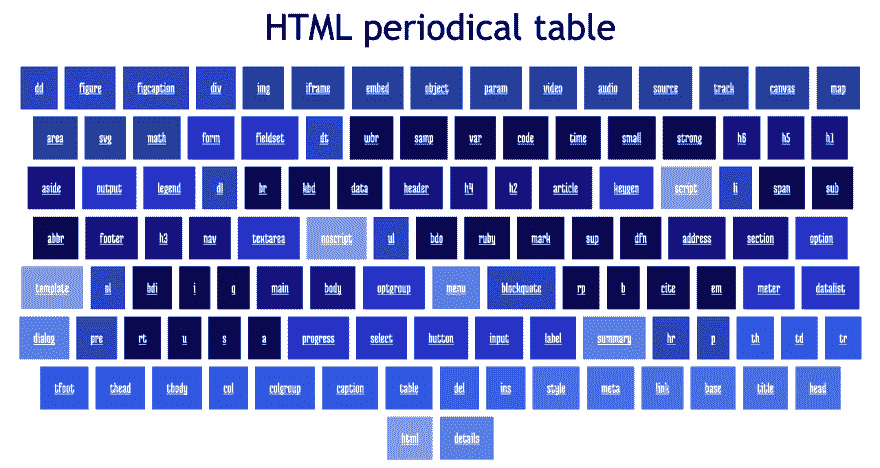 HTML periodical table
dd figure figcaption div img iframe embed object param video audio source track canvas map
area svg math form fieldset dt wbr samp var code time small strong h6 h5 h1
aside output legend dl br kbd data header h4 h2 article keygen script li span sub
abbr footer h3 nav textarea noscript ul bdo ruby mark sup dfn address section option
template ol bdi i q main body optgroup menu blockquote rp b cite em meter datalist
dialog pre rt u s a progress select button input label summary hr p th td tr
tfoot thead tbody col colgroup caption table del ins style meta link base title head
html details